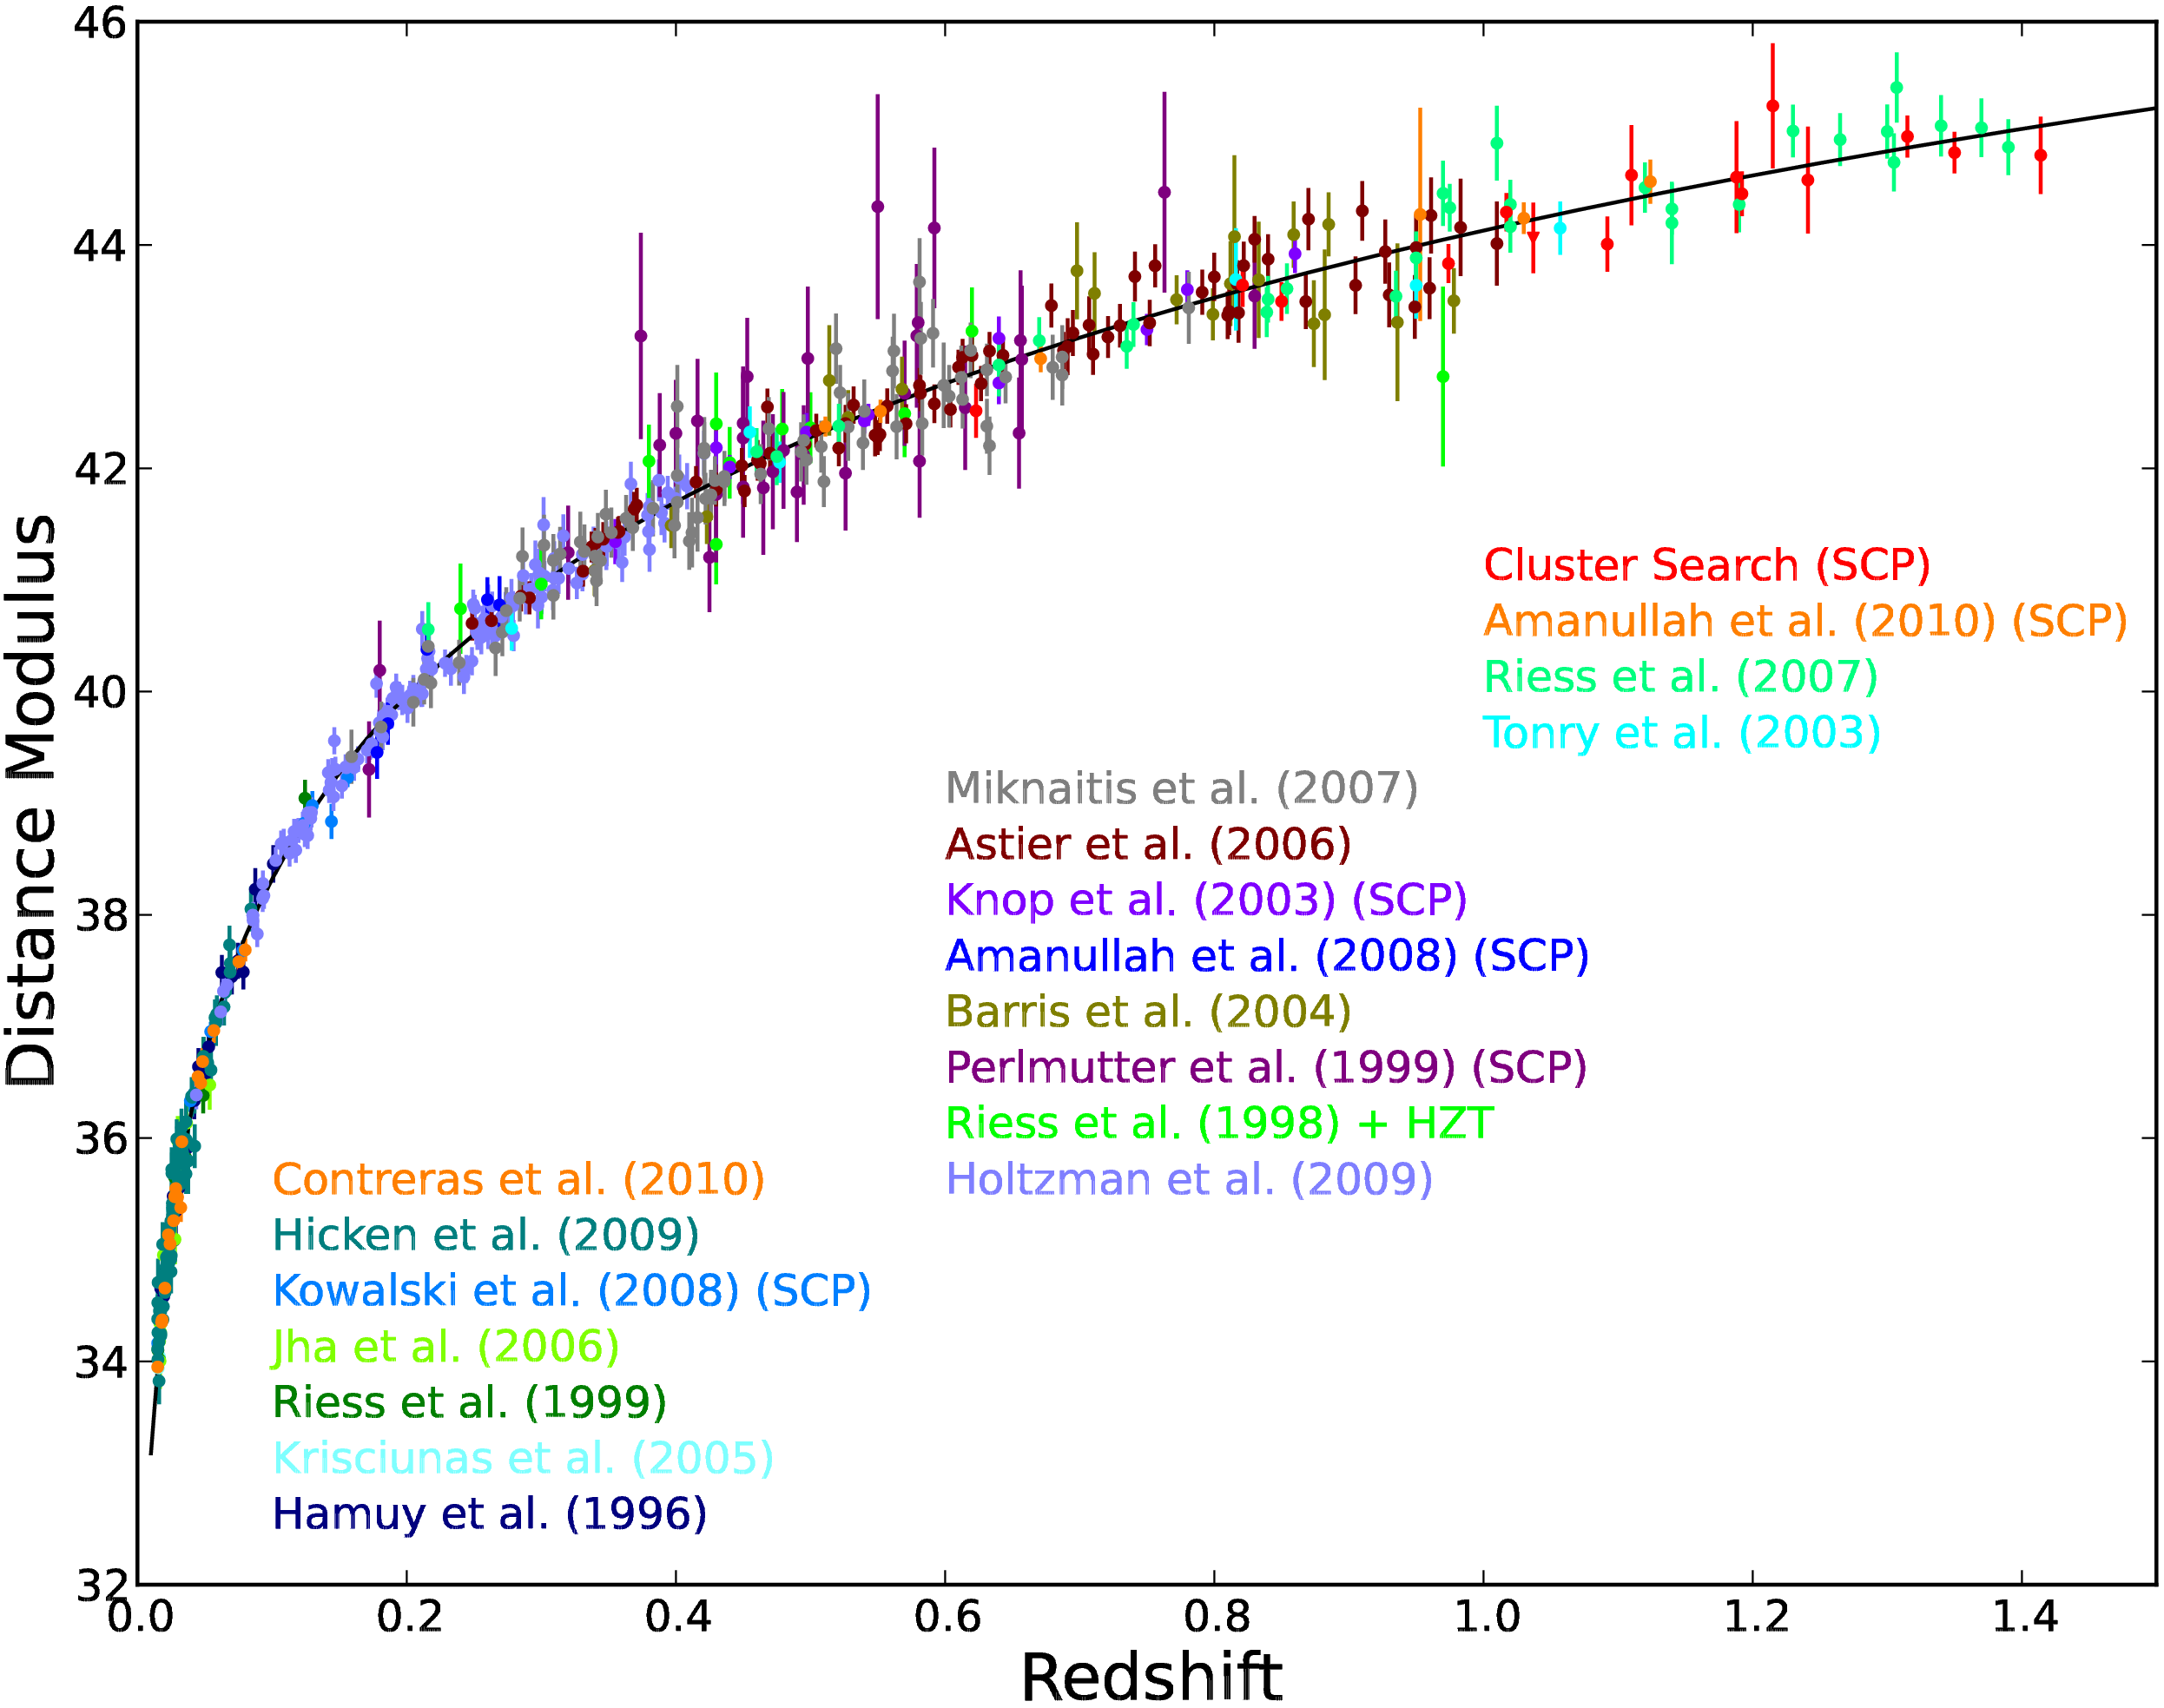 46
44
42
40
38
36
34
32
Distance Modulus
Cluster Search (SCP)
Amanullah et al. (2010) (SCP)
Riess et al. (2007)
Tonry et al. (2003)
Miknaitis et al. (2007)
Astier et al. (2006)
Knop et al. (2003) (SCP)
Amanullah et al. (2008) (SCP)
Barris et al. (2004)
Perlmutter et al. (1999) (SCP)
Riess et al. (1998) + HZT
Holtzman et al. (2009)
Contreras et al. (2010)
Hicken et al. (2009)
Kowalski et al. (2008) (SCP)
Jha et al. (2006)
Riess et al. (1999)
Krisciunas et al. (2005)
Hamuy et al. (1996)
0.0 0.2 0.4 0.6 0.8 1.0 1.2 1.4
Redshift